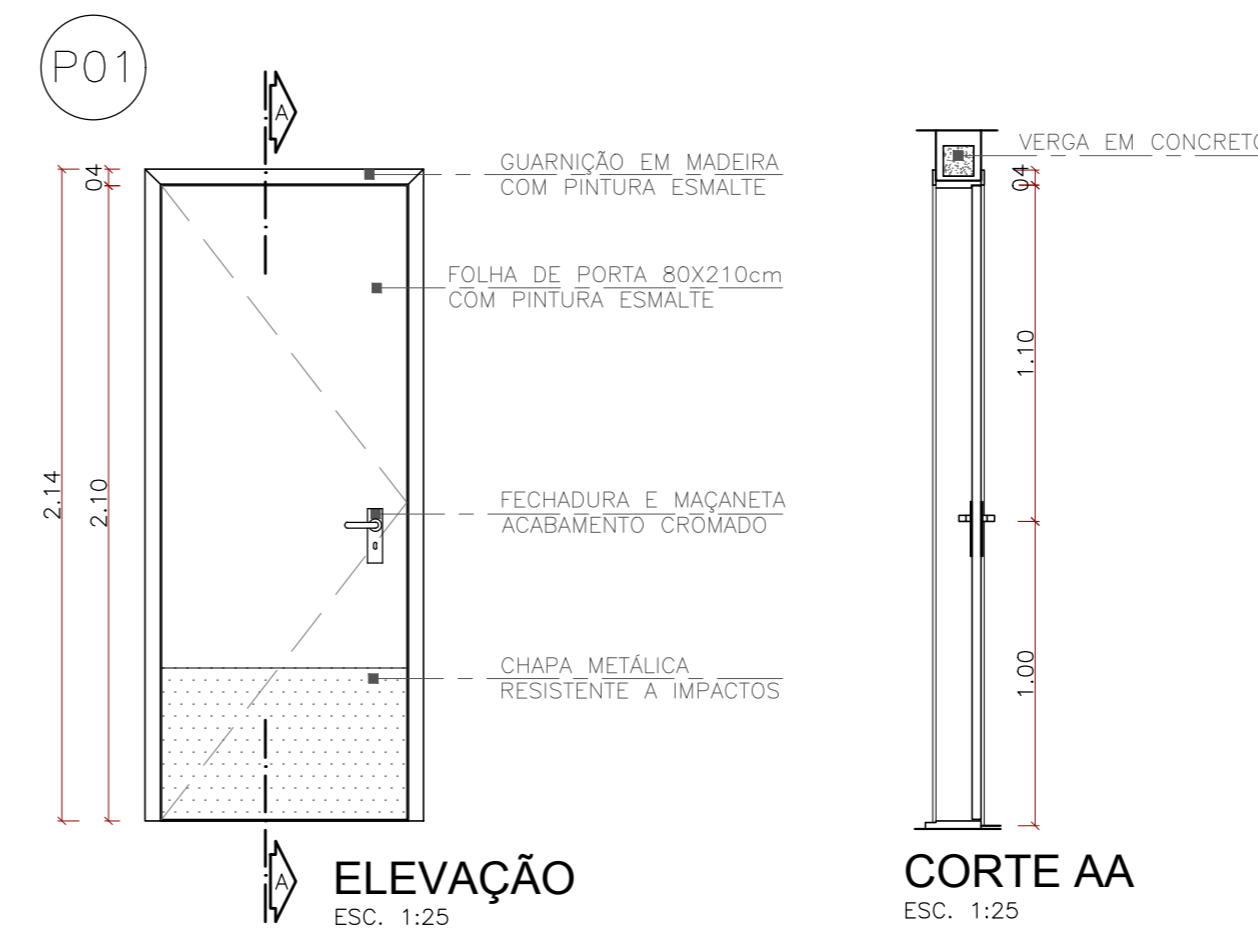 P01
A
04
2.14
2.10
GUARNIÇÃO EM MADEIRA
COM PINTURA ESMALTE
FOLHA DE PORTA 80X210cm
COM PINTURA ESMALTE
FECHADURA E MAÇANETA
ACABAMENTO CROMADO
CHAPA METÁLICA
RESISTENTE A IMPACTOS
A
ELEVAÇÃO
ESC. 1:25
VERGA EM CONCRETO
04
1.10
1.00
CORTE AA
ESC. 1:25